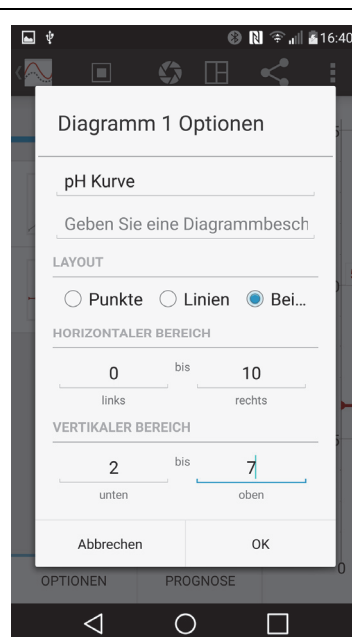 16:40
Diagramm 1 Optionen
pH Kurve
Geben Sie eine Diagrammbesch
LAYOUT
Punkte Linien Bei...
HORIZONTALER BEREICH
0 bis 10
links rechts
VERTIKALER BEREICH
2 bis 7
unten oben
Abbrechen OK
OPTIONEN PROGNOSE
0